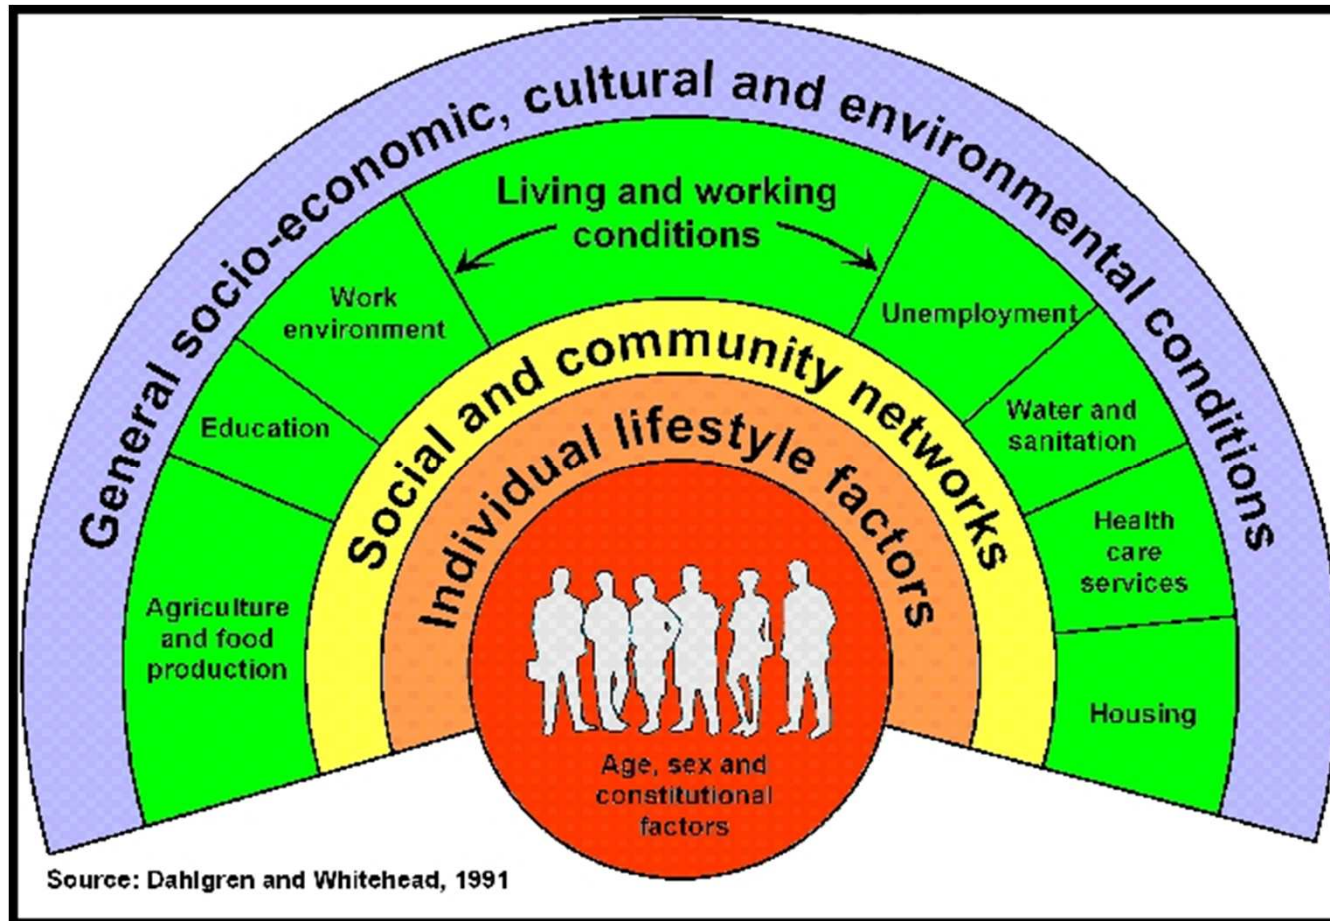 General socio-economic, cultural and environmental conditions
Living and working
conditions
Work
environment
Unemployment
Education
Water and
sanitation
Agriculture
and food
production
Health
care
services
Housing
Social and community networks
Individual lifestyle factors
Age, sex and
constitutional
factors
Source: Dahlgren and Whitehead, 1991